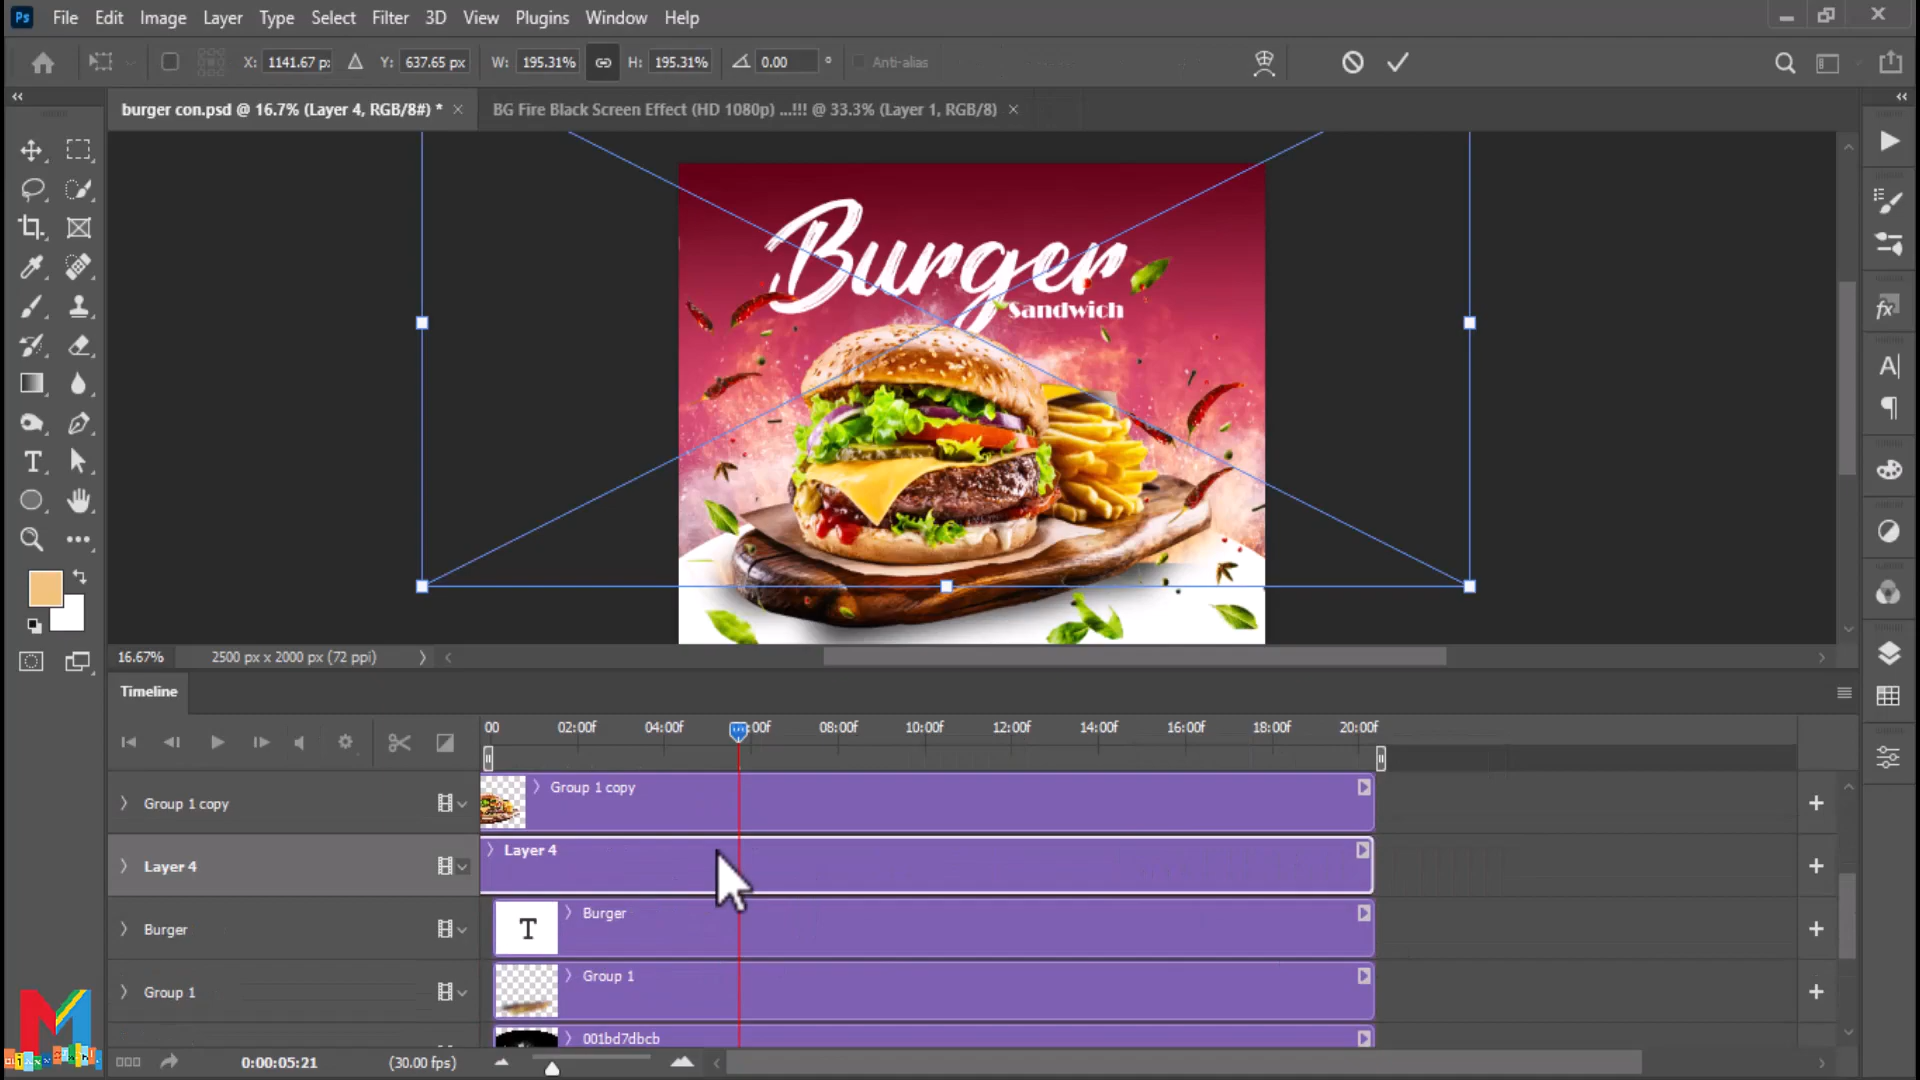 Ps File Edit Image Layer Type Select Filter 3D View Plugins Window Help
X: 1141.67 p: Y: 637.65 px W: 195.31% H: 195.31% 0.00 ° Anti-alias
burger con.psd @ 16.7% (Layer 4, RGB/8#) * BG Fire Black Screen Effect (HD 1080p) ...!!! @ 33.3% (Layer 1, RGB/8)
Burger
Sandwich
16.67% 2500 px x 2000 px (72 ppi)
Timeline
00 02:00f 04:00f :00f 08:00f 10:00f 12:00f 14:00f 16:00f 18:00f 20:00f
Group 1 copy Group 1 copy
Layer 4 Layer 4
Burger T Burger
Group 1 Group 1
001bd7dbcb
0:00:05:21 (30.00 fps)